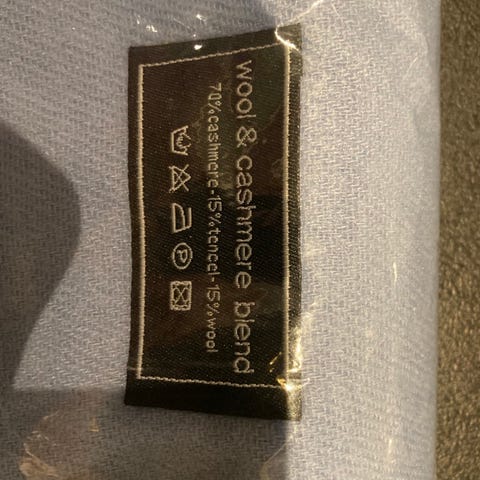 wool & cashmere blend
70%cashmere-15%tencel-15%wool
P